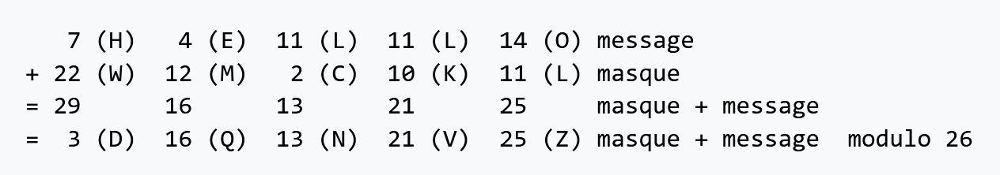 7 (H) 4 (E) 11 (L) 11 (L) 14 (O) message
+ 22 (W) 12 (M) 2 (C) 10 (K) 11 (L) masque
= 29 16 13 21 25 masque + message
= 3 (D) 16 (Q) 13 (N) 21 (V) 25 (Z) masque + message modulo 26